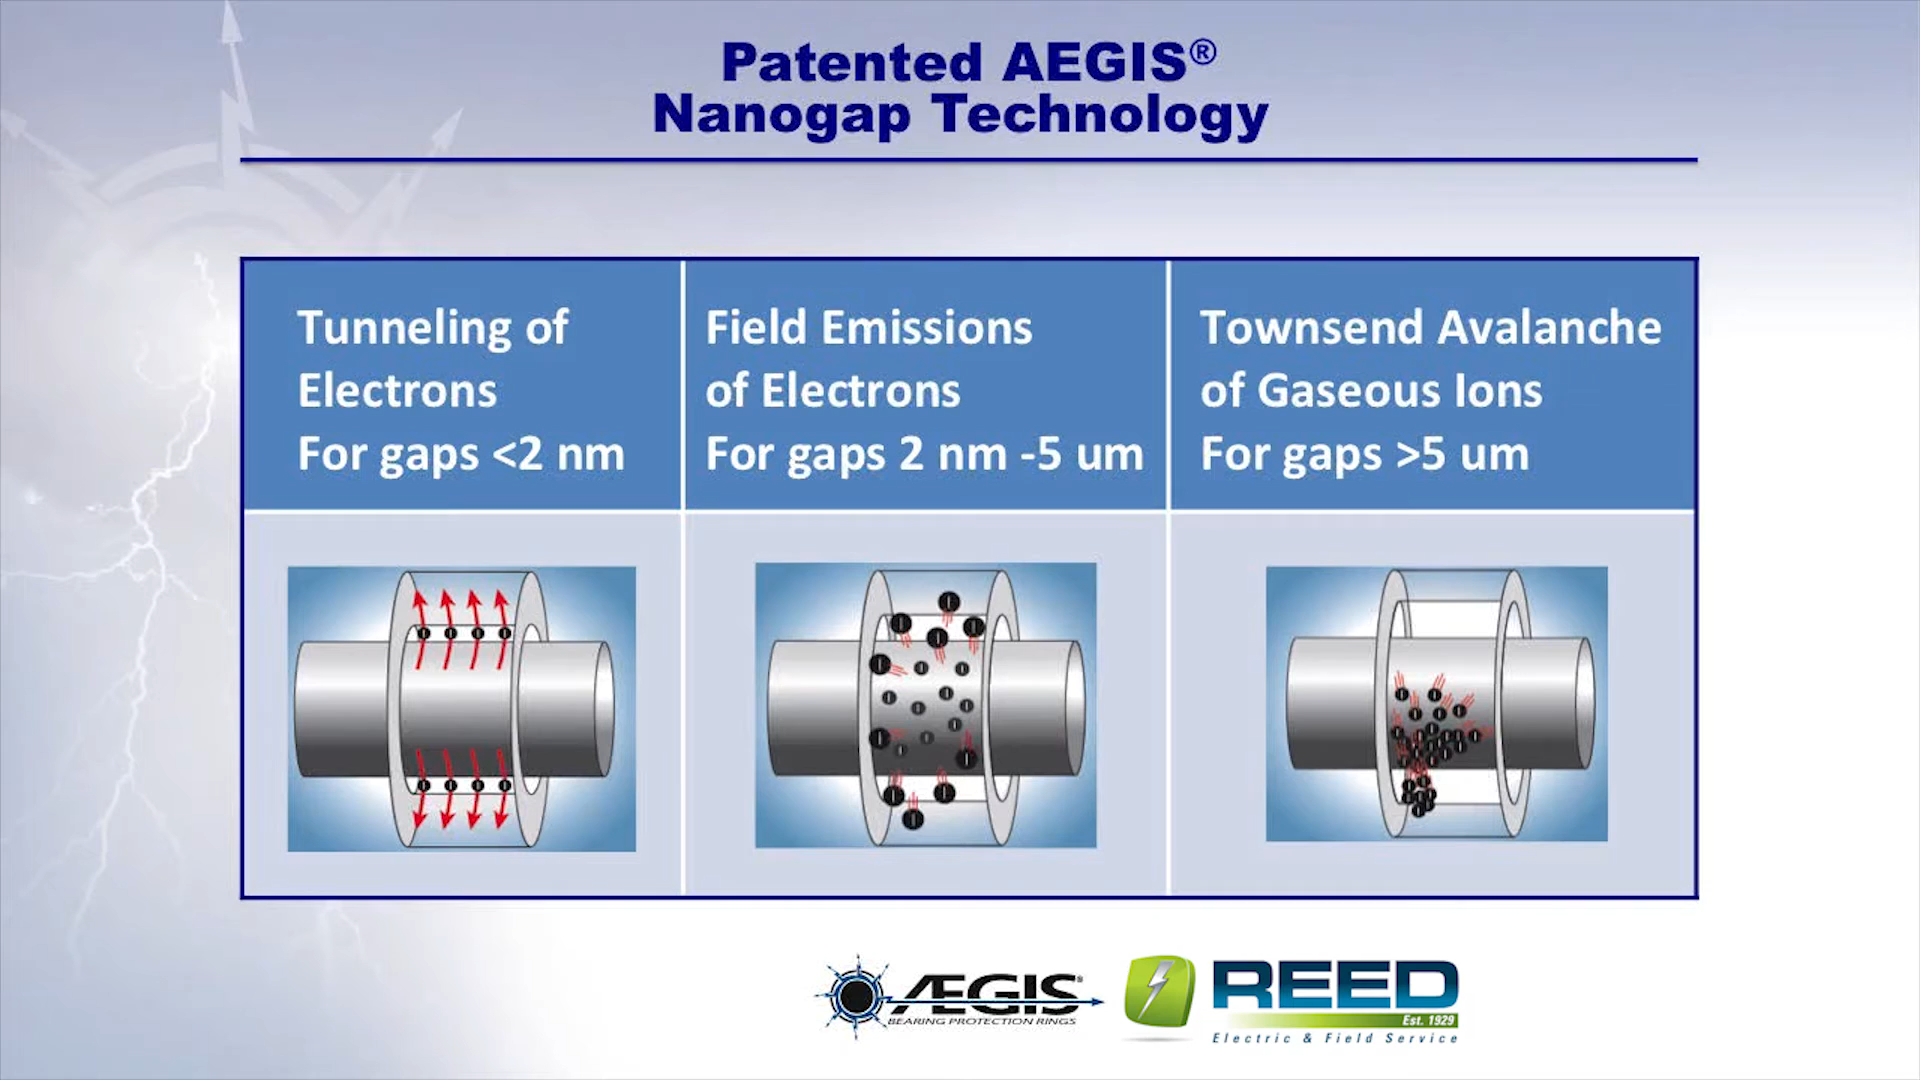 Patented AEGIS®
Nanogap Technology
Tunneling of
Electrons
For gaps <2 nm
Field Emissions
of Electrons
For gaps 2 nm -5 um
Townsend Avalanche
of Gaseous Ions
For gaps >5 um
ÆGIS®
BEARING PROTECTION RINGS
REED
Est. 1929
Electric & Field Service